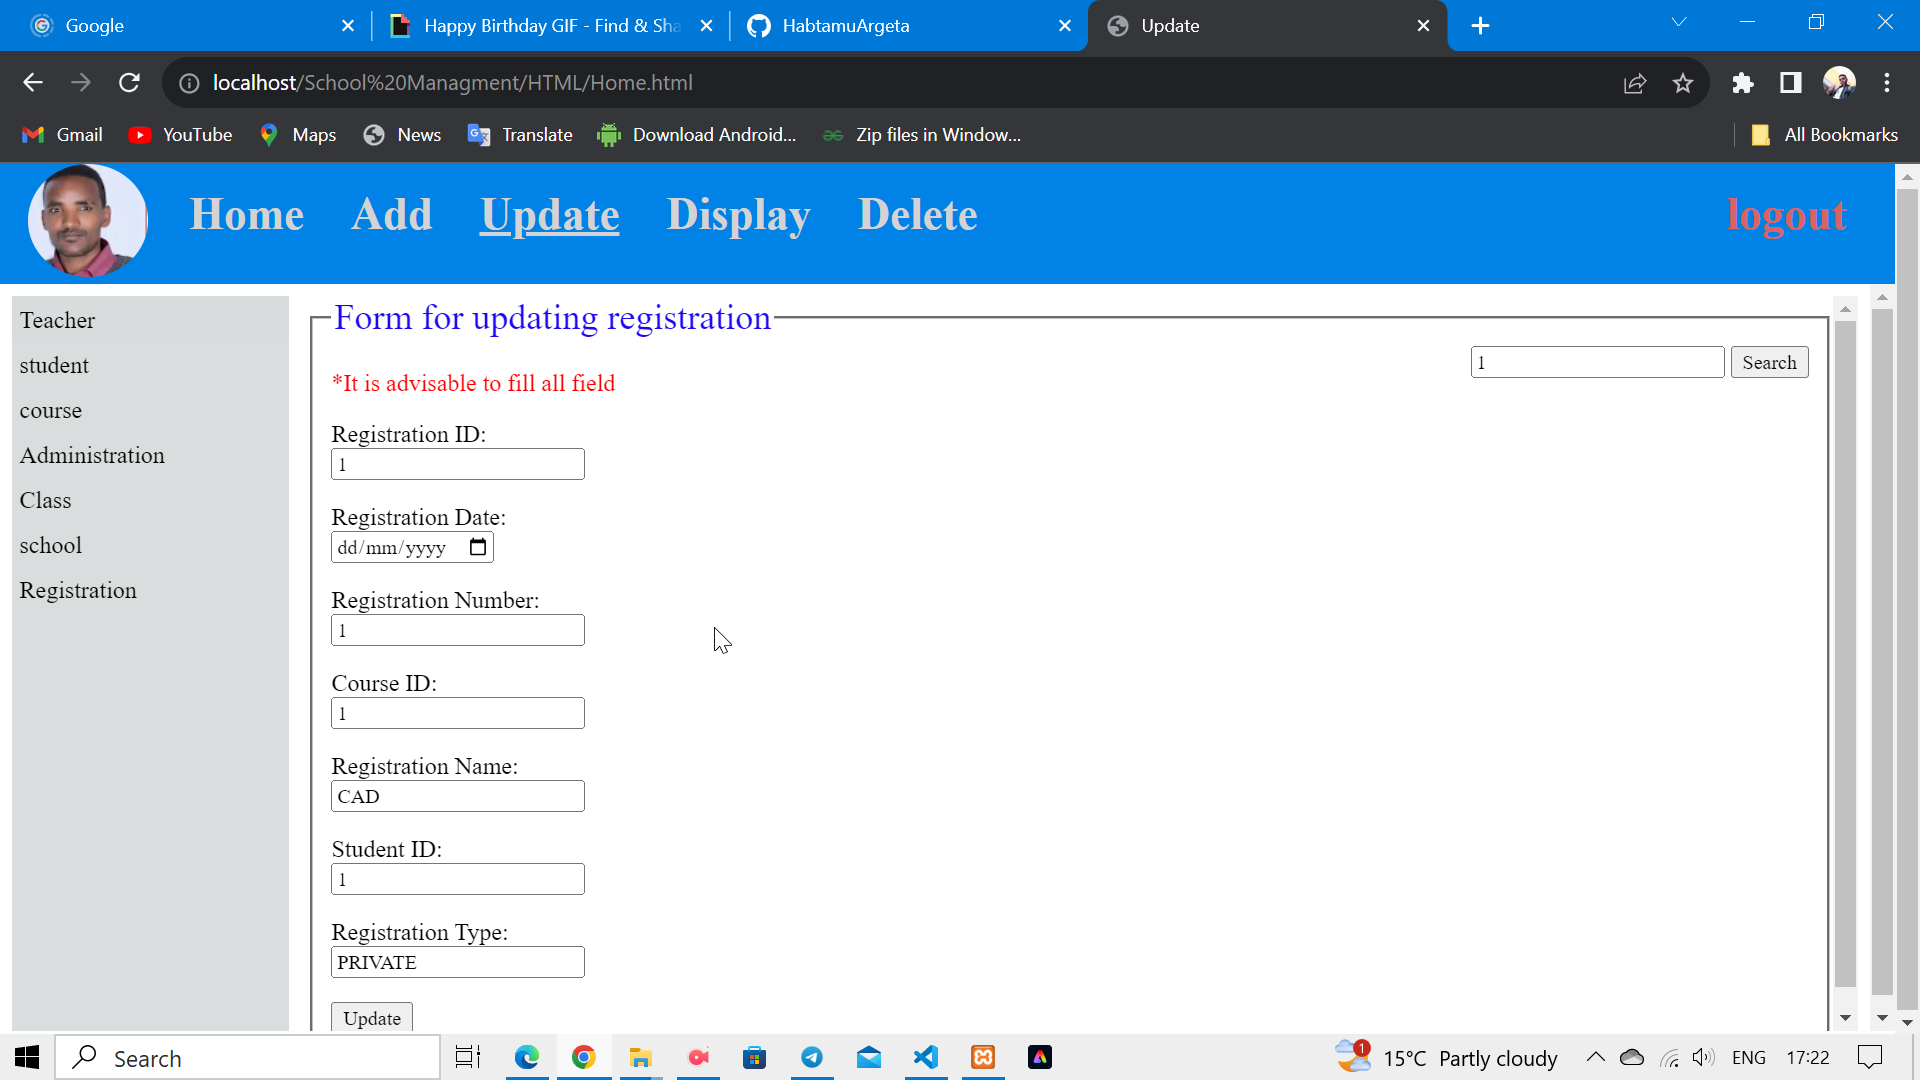 Google
Happy Birthday GIF - Find & Sha
HabtamuArgeta
Update
localhost/School%20Managment/HTML/Home.html
Gmail YouTube Maps News Translate Download Android... Zip files in Window... All Bookmarks
Home Add Update Display Delete logout
Teacher
student
course
Administration
Class
school
Registration
Form for updating registration
1 Search
*It is advisable to fill all field
Registration ID:
1
Registration Date:
dd/mm/yyyy
Registration Number:
1
Course ID:
1
Registration Name:
CAD
Student ID:
1
Registration Type:
PRIVATE
Update
Search
1
15°C Partly cloudy
ENG
17:22